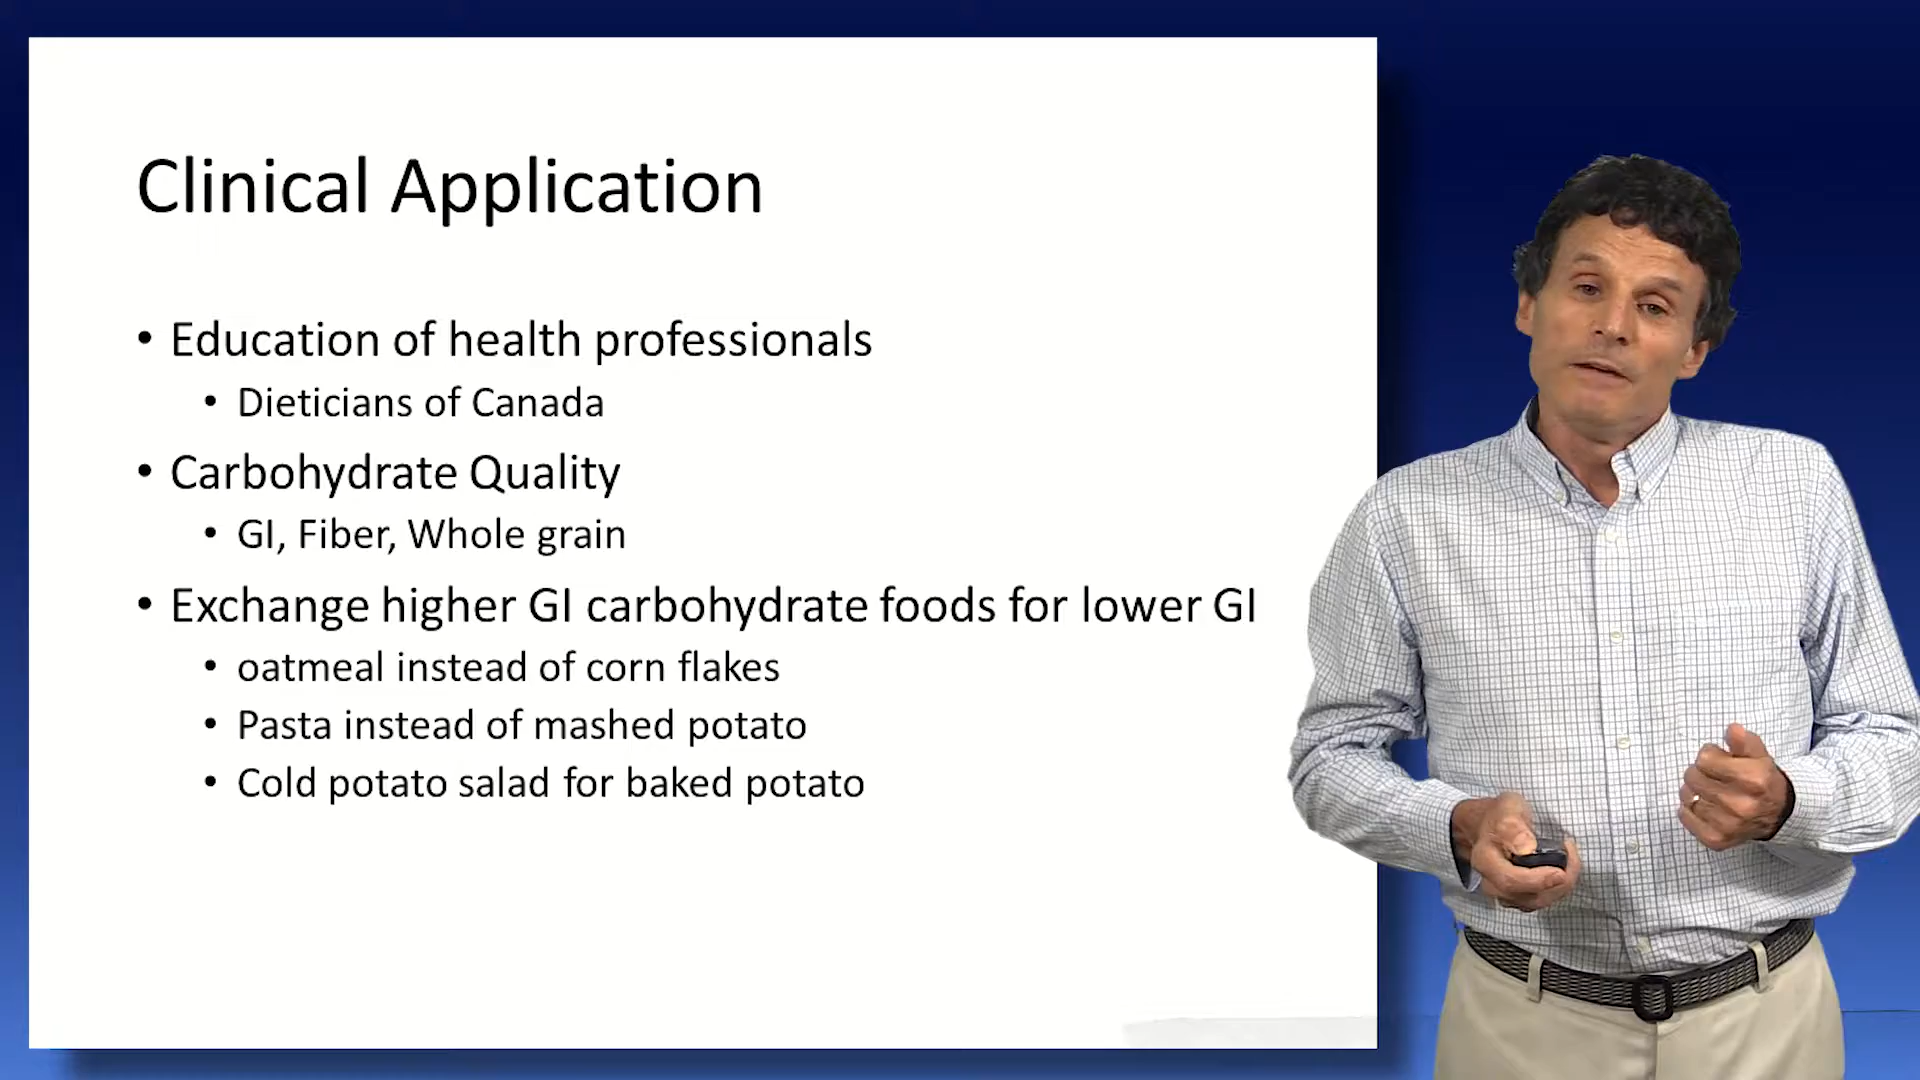 Clinical Application
• Education of health professionals
• Dieticians of Canada
• Carbohydrate Quality
• GI, Fiber, Whole grain
• Exchange higher GI carbohydrate foods for lower GI
• oatmeal instead of corn flakes
• Pasta instead of mashed potato
• Cold potato salad for baked potato